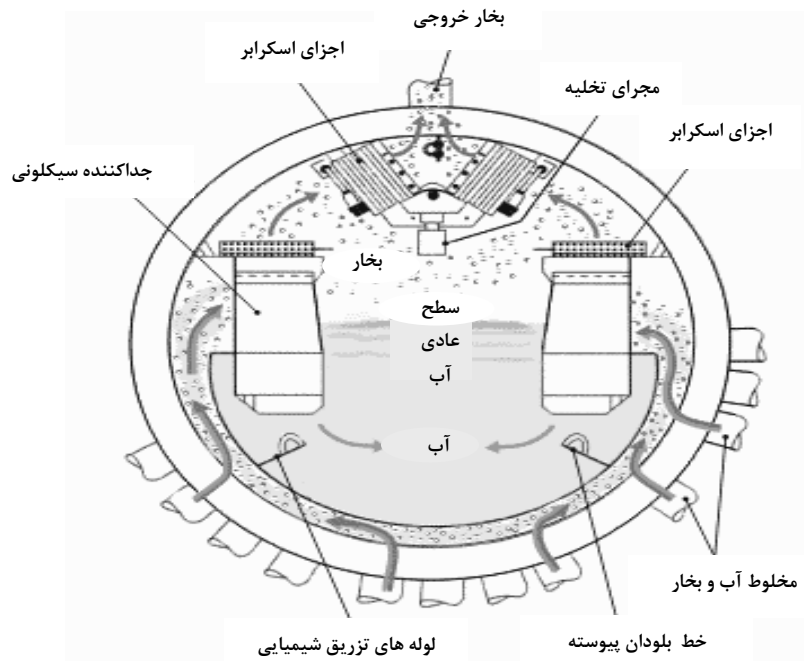 بخار خروجی
اجزای اسکرابر
مجرای تخلیه
اجزای اسکرابر
جداکننده سیکلونی
بخار
سطح
عادی
آب
آب
مخلوط آب و بخار
خط بلودان پیوسته
لوله های تزریق شیمیایی